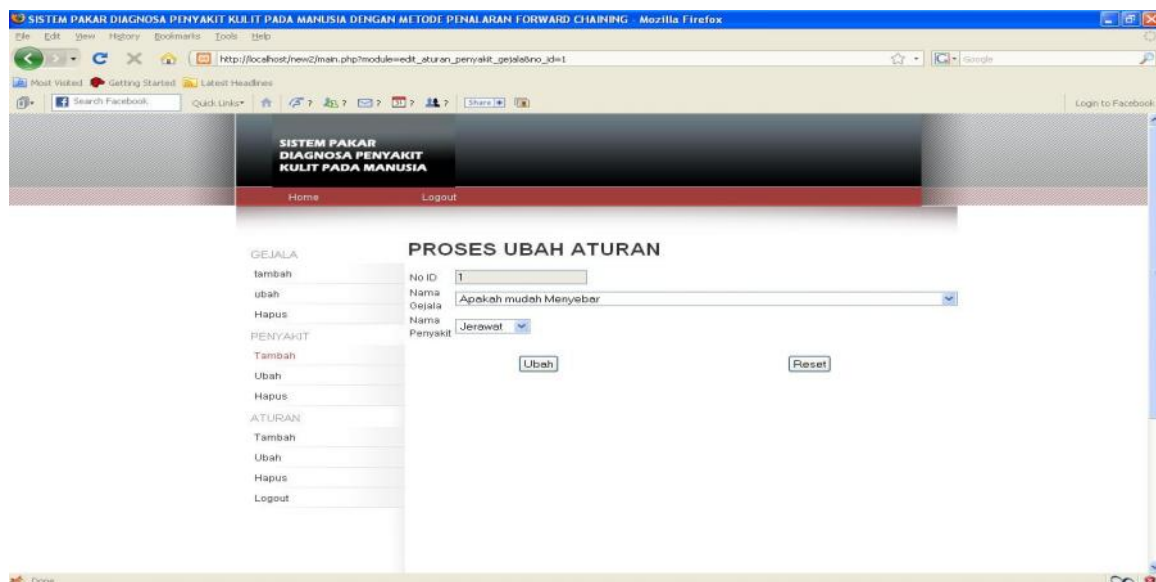 SISTEM PAKAR DIAGNOSA PENYAKIT KULIT PADA MANUSIA DENGAN METODE PENALARAN FORWARD CHAINING - Mozilla Firefox
File Edit View History Bookmarks Tools Help
http://localhost/new2/main.php?module=edit_aturan_penyakit_gejala&no_id=1
Google
Most Visited Getting Started Latest Headlines
Search Facebook Quick Links ? ? ? 31 ? ? Share Login to Facebook
SISTEM PAKAR
DIAGNOSA PENYAKIT
KULIT PADA MANUSIA
Home Logout
GEJALA
tambah
ubah
Hapus
PENYAKIT
Tambah
Ubah
Hapus
ATURAN
Tambah
Ubah
Hapus
Logout
PROSES UBAH ATURAN
No ID 1
Nama
Gejala Apakah mudah Menyebar
Nama
Penyakit Jerawat
Ubah Reset
Done